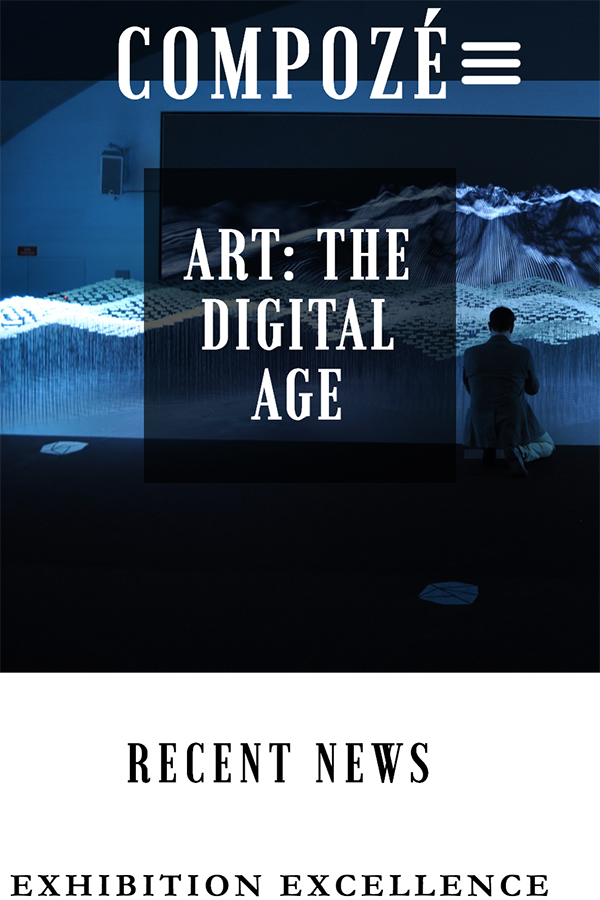 COMPOZÉ
ART: THE
DIGITAL
AGE
RECENT NEWS
EXHIBITION EXCELLENCE